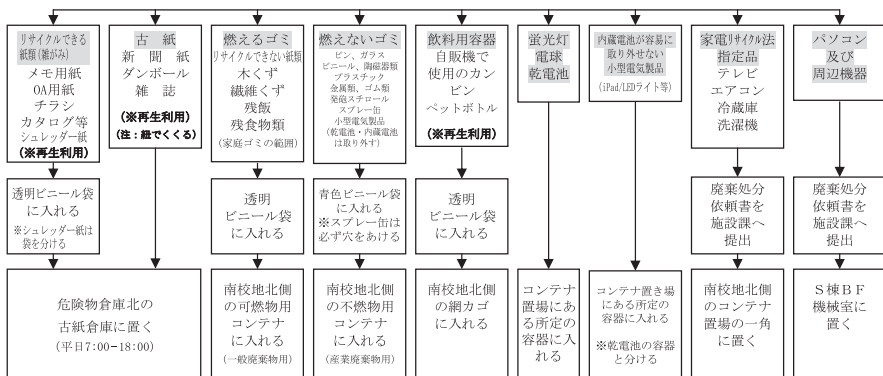 リサイクルできる
紙類(雑がみ)
メモ用紙
OA用紙
チラシ
カタログ等
シュレッダー紙
(※再生利用)
透明ビニール袋
に入れる
※シュレッダー紙は
袋を分ける
古紙
新聞紙
ダンボール
雑誌
(※再生利用)
(注:紐でくくる)
危険物倉庫北の
古紙倉庫に置く
(平日7:00-18:00)
燃えるゴミ
リサイクルできない紙類
木くず
繊維くず
残飯
残食物類
(家庭ゴミの範囲)
透明
ビニール袋
に入れる
南校地北側
の可燃物用
コンテナ
に入れる
(一般廃棄物用)
燃えないゴミ
ビン、ガラス
ビニール、陶磁器類
プラスチック
金属類、ゴム類
発砲スチロール
スプレー缶
小型電気製品
(乾電池・内蔵電池
は取り外す)
青色ビニール袋
に入れる
※スプレー缶は
必ず穴をあける
南校地北側
の不燃物用
コンテナ
に入れる
(産業廃棄物用)
飲料用容器
自販機で
使用のカン
ビン
ペットボトル
(※再生利用)
透明
ビニール袋
に入れる
南校地北側
の網カゴ
に入れる
蛍光灯
電球
乾電池
コンテナ
置場にあ
る所定の
容器に入
れる
内蔵電池が容易に
取り外せない
小型電気製品
(iPad/LEDライト等)
コンテナ置き場
にある所定の
容器に入れる
※乾電池の容器
と分ける
家電リサイクル法
指定品
テレビ
エアコン
冷蔵庫
洗濯機
廃棄処分
依頼書を
施設課へ
提出
南校地北側
のコンテナ
置場の一角
に置く
パソコン
及び
周辺機器
廃棄処分
依頼書を
施設課へ
提出
S棟BF
機械室に
置く